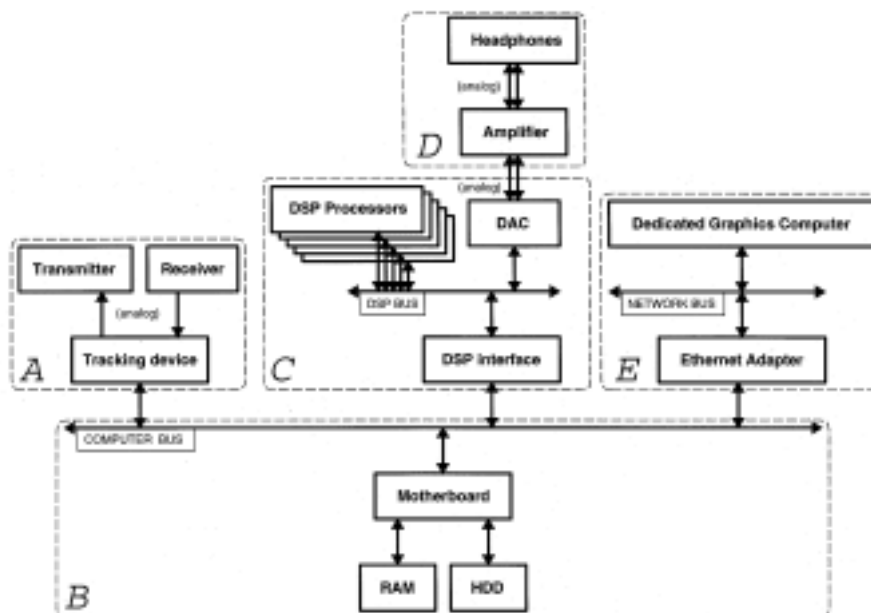 Headphones
(analog)
Amplifier
D
(analog)
DSP Processors
DAC
Dedicated Graphics Computer
Transmitter
Receiver
(analog)
DSP BUS
NETWORK BUS
Tracking device
DSP Interface
Ethernet Adapter
A
C
E
COMPUTER BUS
Motherboard
RAM
HDD
B